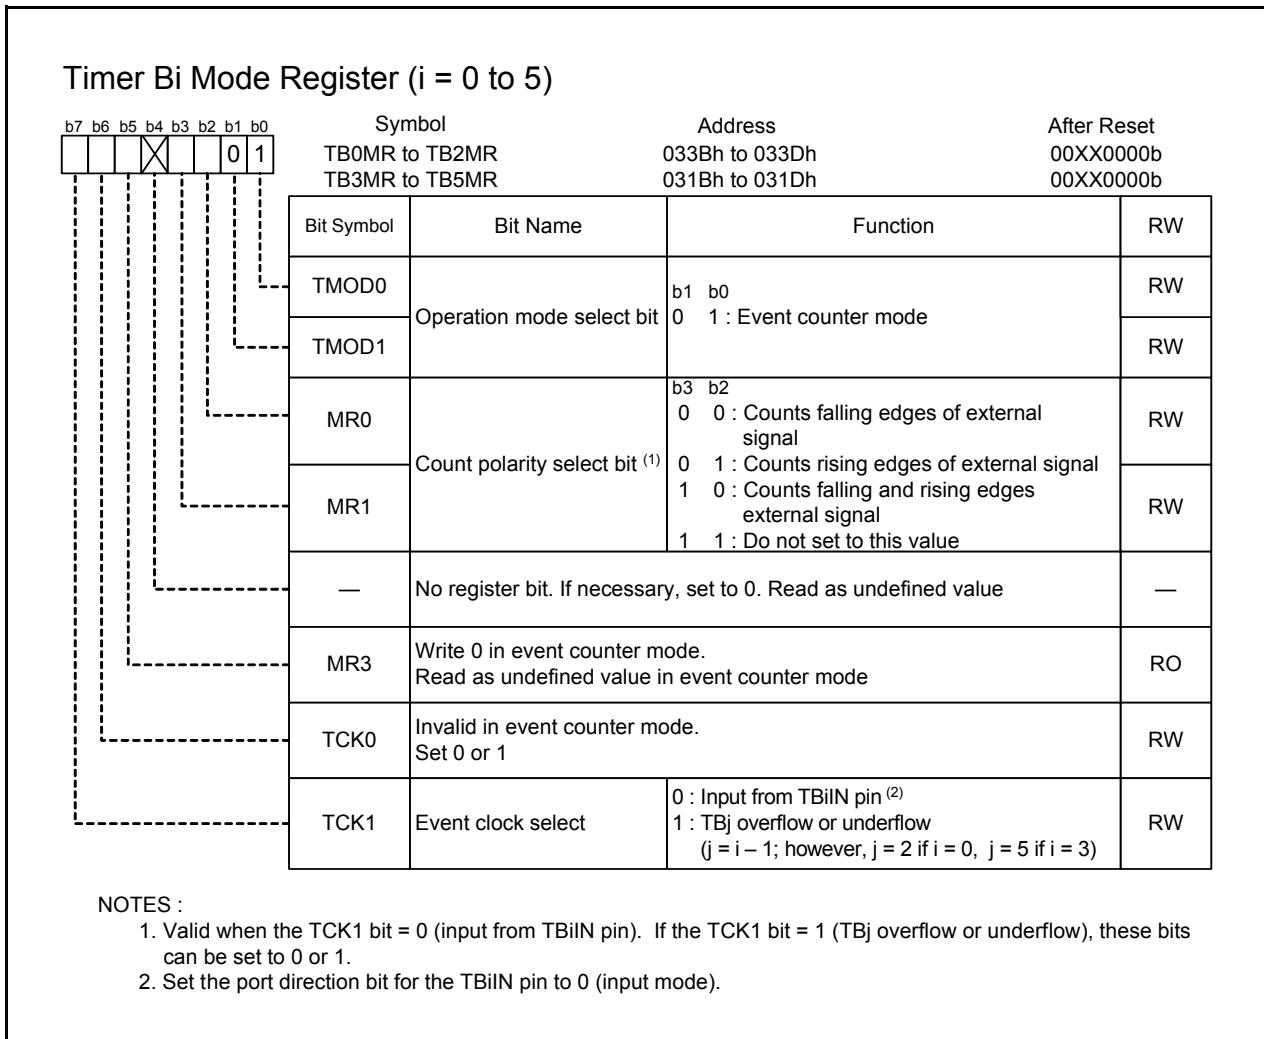 Timer Bi Mode Register (i = 0 to 5)
b7 b6 b5 b4 b3 b2 b1 b0
0 1
Symbol Address After Reset
TB0MR to TB2MR 033Bh to 033Dh 00XX0000b
TB3MR to TB5MR 031Bh to 031Dh 00XX0000b
Bit Symbol Bit Name Function RW
TMOD0 RW
Operation mode select bit
b1 b0
0 1 : Event counter mode
TMOD1 RW
MR0 RW
Count polarity select bit (1)
b3 b2
0 0 : Counts falling edges of external
signal
0 1 : Counts rising edges of external signal
1 0 : Counts falling and rising edges
external signal
1 1 : Do not set to this value
MR1 RW
— No register bit. If necessary, set to 0. Read as undefined value —
MR3 RO
Write 0 in event counter mode.
Read as undefined value in event counter mode
TCK0 RW
Invalid in event counter mode.
Set 0 or 1
TCK1 Event clock select RW
0 : Input from TBiIN pin (2)
1 : TBj overflow or underflow
(j = i – 1; however, j = 2 if i = 0, j = 5 if i = 3)
NOTES :
1. Valid when the TCK1 bit = 0 (input from TBiIN pin). If the TCK1 bit = 1 (TBj overflow or underflow), these bits
can be set to 0 or 1.
2. Set the port direction bit for the TBiIN pin to 0 (input mode).